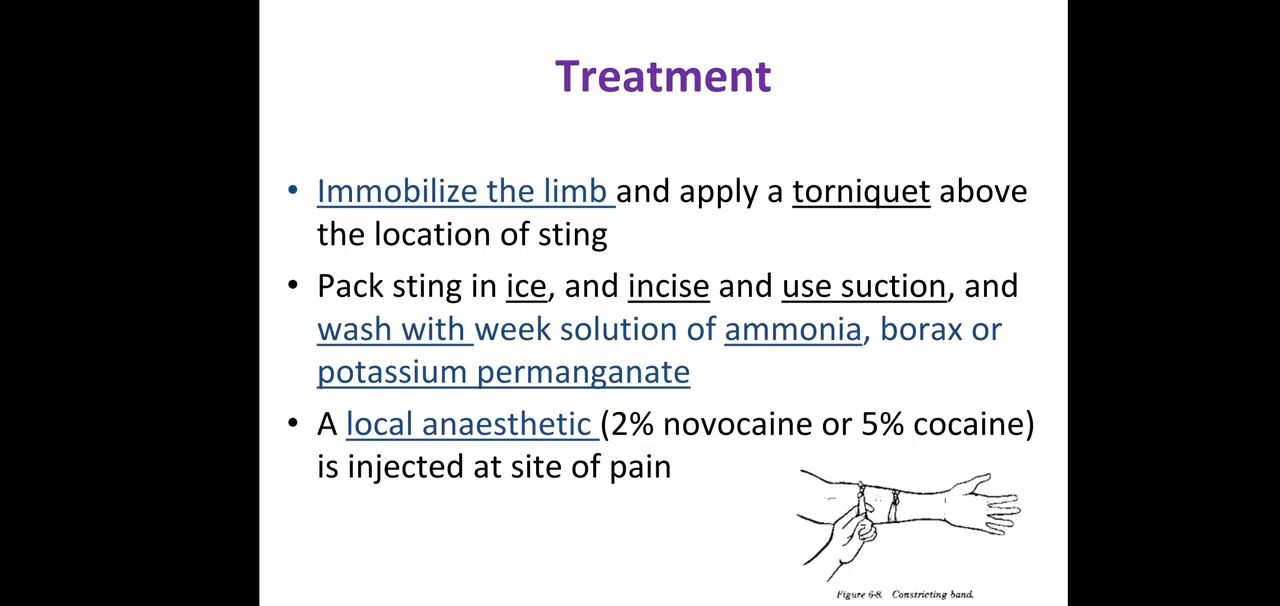 Treatment
• Immobilize the limb and apply a torniquet above
the location of sting
• Pack sting in ice, and incise and use suction, and
wash with week solution of ammonia, borax or
potassium permanganate
• A local anaesthetic (2% novocaine or 5% cocaine)
is injected at site of pain
Figure 6-8. Constricting band.